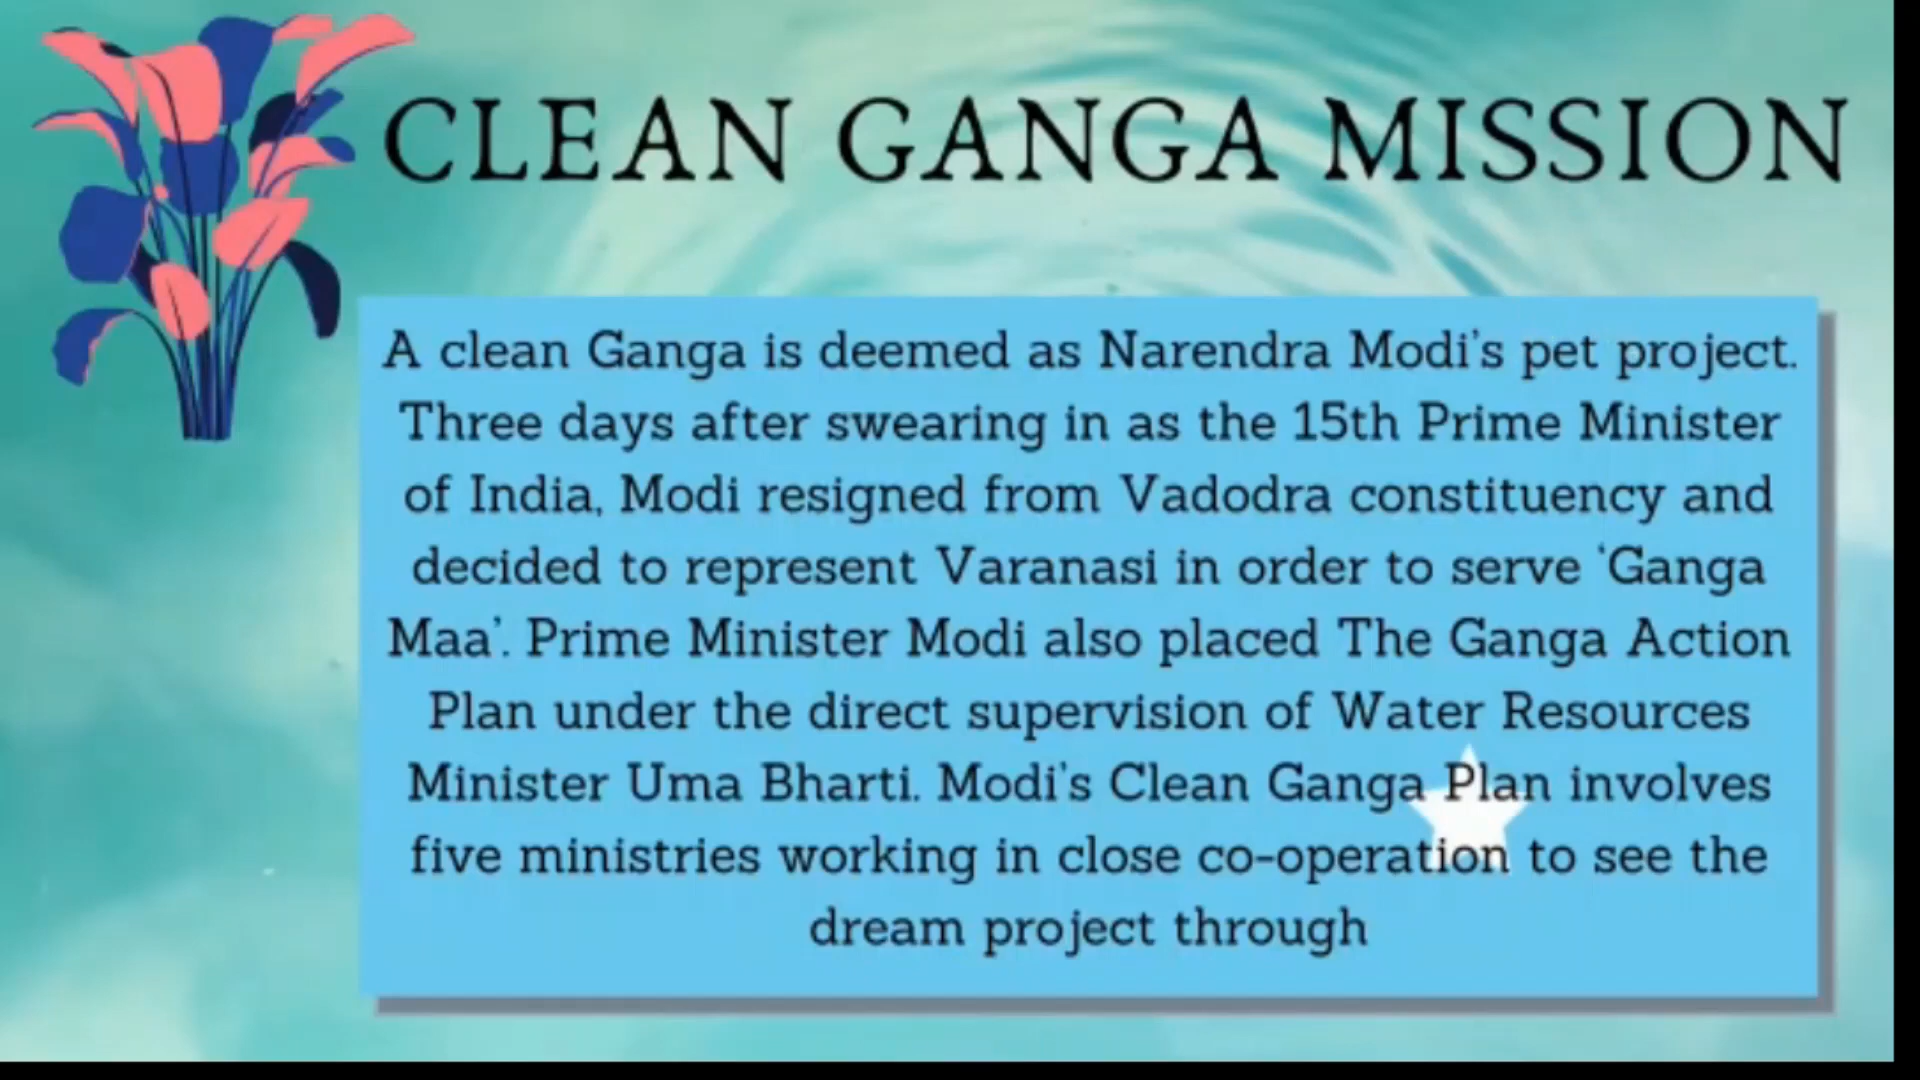 CLEAN GANGA MISSION
A clean Ganga is deemed as Narendra Modi's pet project.
Three days after swearing in as the 15th Prime Minister
of India, Modi resigned from Vadodra constituency and
decided to represent Varanasi in order to serve ‘Ganga
Maa’. Prime Minister Modi also placed The Ganga Action
Plan under the direct supervision of Water Resources
Minister Uma Bharti. Modi's Clean Ganga Plan involves
five ministries working in close co-operation to see the
dream project through